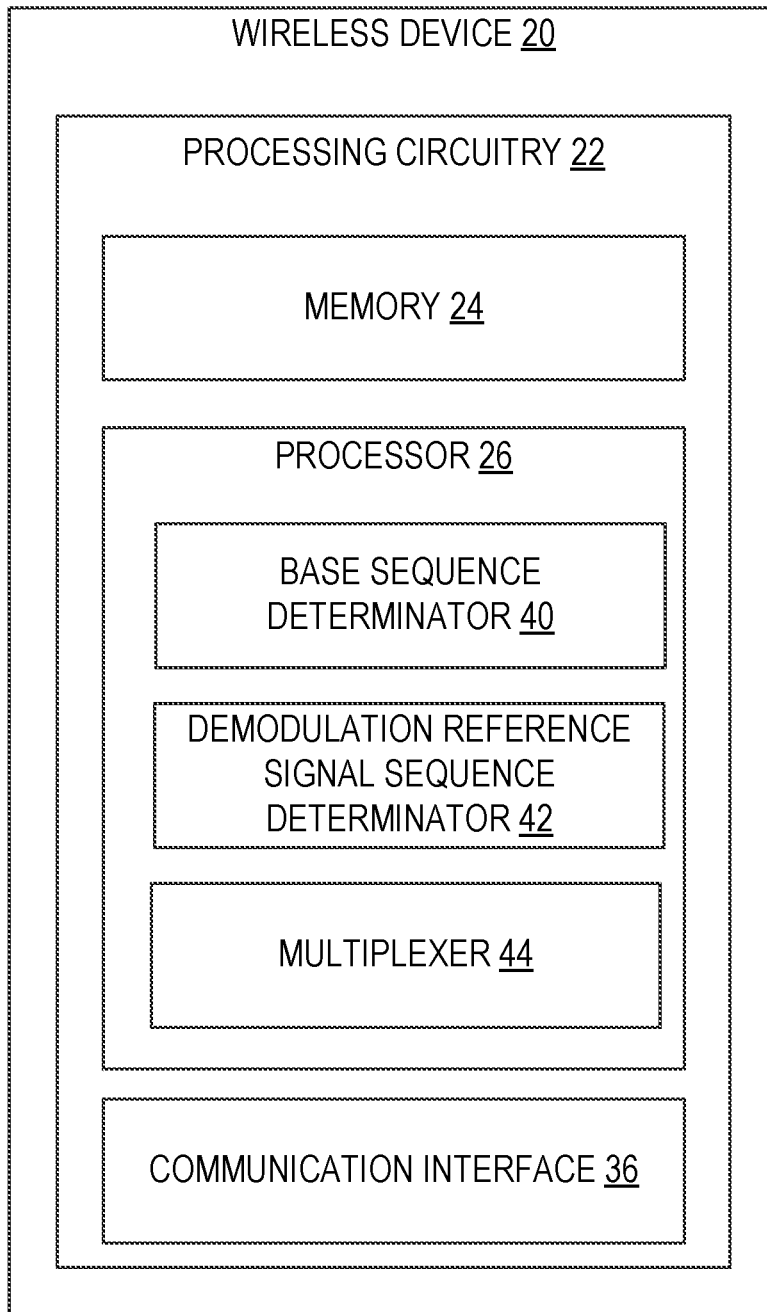 WIRELESS DEVICE 20
PROCESSING CIRCUITRY 22
MEMORY 24
PROCESSOR 26
BASE SEQUENCE
DETERMINATOR 40
DEMODULATION REFERENCE
SIGNAL SEQUENCE
DETERMINATOR 42
MULTIPLEXER 44
COMMUNICATION INTERFACE 36